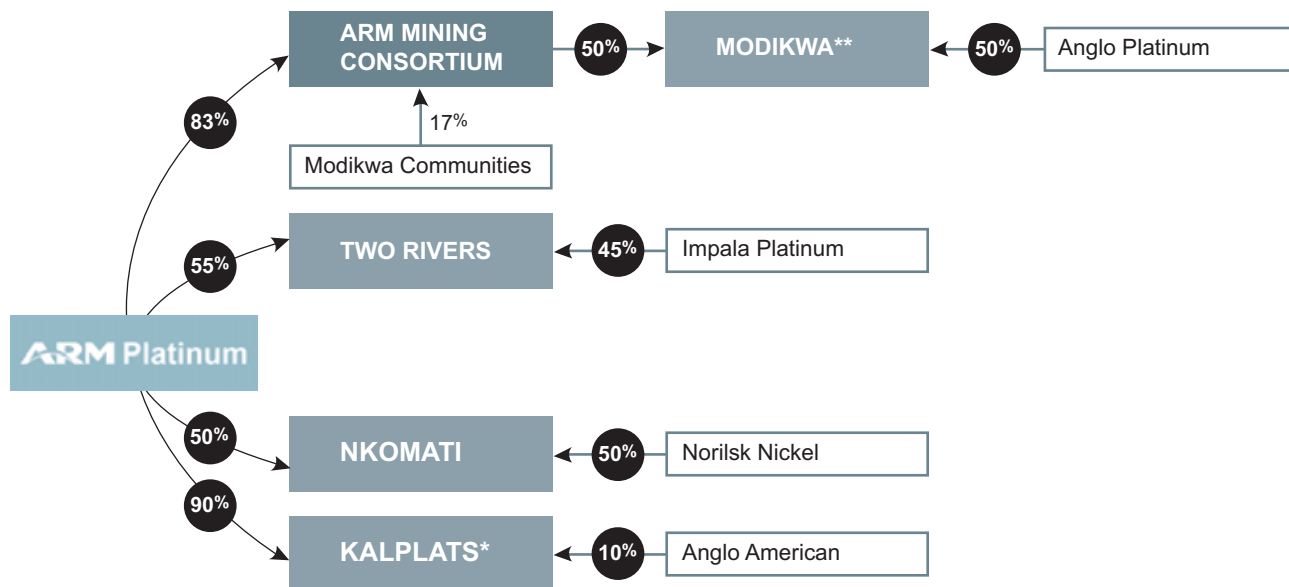 ARM MINING
CONSORTIUM
50%
MODIKWA**
50%
Anglo Platinum
83%
17%
Modikwa Communities
55%
TWO RIVERS
45%
Impala Platinum
ARM Platinum
50%
NKOMATI
50%
Norilsk Nickel
90%
KALPLATS*
10%
Anglo American